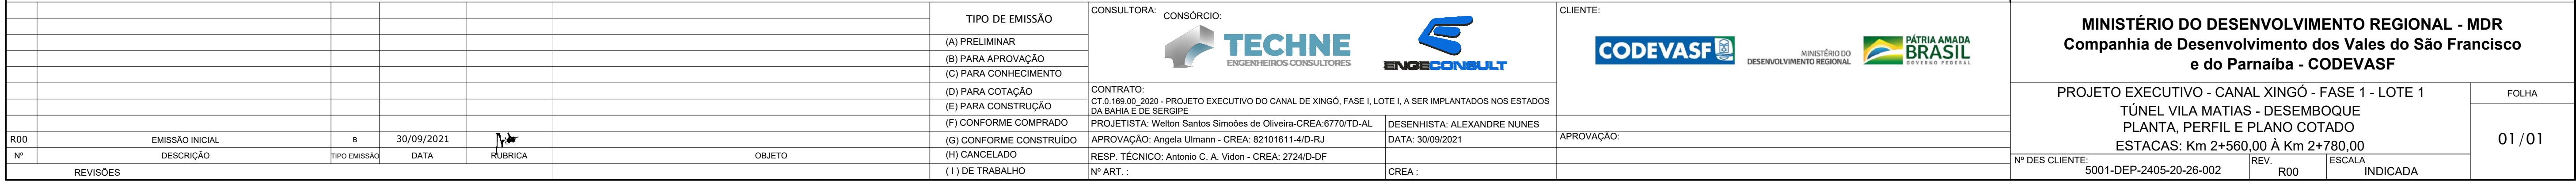 R00 EMISSÃO INICIAL B 30/09/2021
Nº DESCRIÇÃO TIPO EMISSÃO DATA RUBRICA OBJETO
REVISÕES
TIPO DE EMISSÃO
(A) PRELIMINAR
(B) PARA APROVAÇÃO
(C) PARA CONHECIMENTO
(D) PARA COTAÇÃO
(E) PARA CONSTRUÇÃO
(F) CONFORME COMPRADO
(G) CONFORME CONSTRUÍDO
(H) CANCELADO
( I ) DE TRABALHO
CONSULTORA:
CONSÓRCIO:
TECHNE
ENGENHEIROS CONSULTORES
ENGECONSULT
CONTRATO:
CT.0.169.00_2020 - PROJETO EXECUTIVO DO CANAL DE XINGÓ, FASE I, LOTE I, A SER IMPLANTADOS NOS ESTADOS
DA BAHIA E DE SERGIPE
PROJETISTA: Welton Santos Simoões de Oliveira-CREA:6770/TD-AL DESENHISTA: ALEXANDRE NUNES
APROVAÇÃO: Angela Ulmann - CREA: 82101611-4/D-RJ DATA: 30/09/2021
RESP. TÉCNICO: Antonio C. A. Vidon - CREA: 2724/D-DF
Nº ART. : CREA :
CLIENTE:
CODEVASF
MINISTÉRIO DO
DESENVOLVIMENTO REGIONAL
PÁTRIA AMADA
BRASIL
GOVERNO FEDERAL
APROVAÇÃO:
MINISTÉRIO DO DESENVOLVIMENTO REGIONAL - MDR
Companhia de Desenvolvimento dos Vales do São Francisco
e do Parnaíba - CODEVASF
PROJETO EXECUTIVO - CANAL XINGÓ - FASE 1 - LOTE 1
TÚNEL VILA MATIAS - DESEMBOQUE
PLANTA, PERFIL E PLANO COTADO
ESTACAS: Km 2+560,00 À Km 2+780,00
FOLHA
01/01
Nº DES CLIENTE: REV. ESCALA
5001-DEP-2405-20-26-002 R00 INDICADA